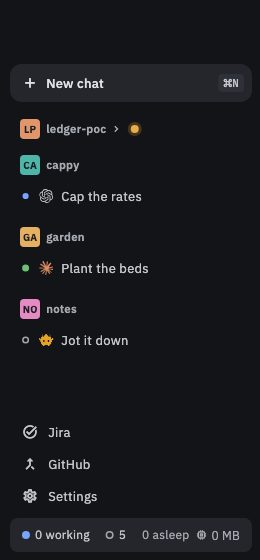 New chat ⌘N
LP ledger-poc
CA cappy
Cap the rates
GA garden
Plant the beds
NO notes
Jot it down
Jira
GitHub
Settings
0 working 5 0 asleep 0 MB